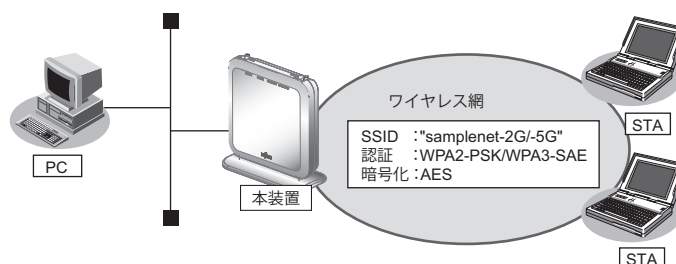 ワイヤレス網
SSID :"samplenet-2G/-5G"
認証 :WPA2-PSK/WPA3-SAE
暗号化:AES
PC
本装置
STA
STA